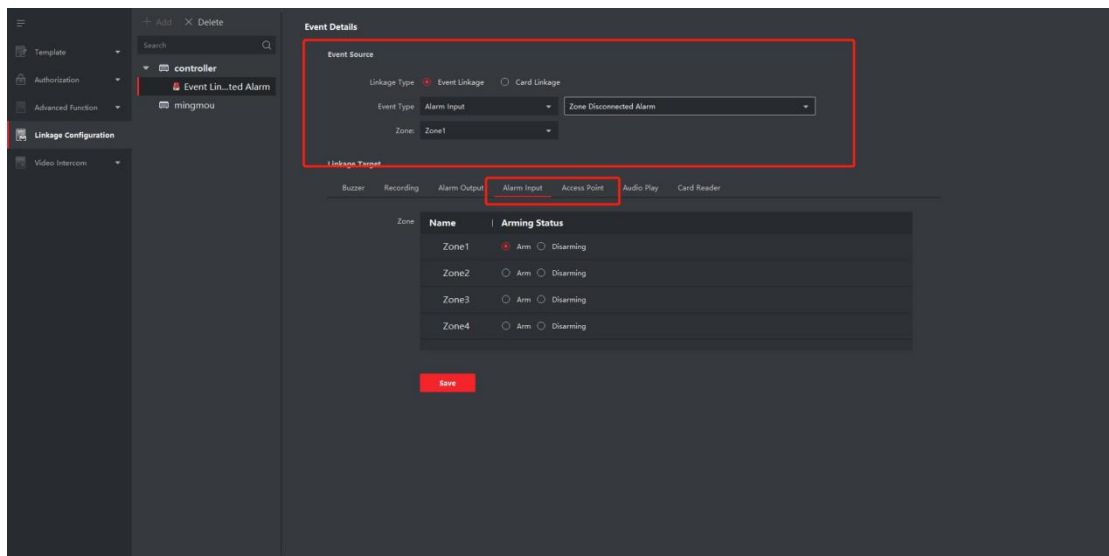 Template
Authorization
Advanced Function
Linkage Configuration
Video Intercom
+ Add × Delete
Search
controller
Event Lin...ted Alarm
mingmou
Event Details
Event Source
Linkage Type Event Linkage Card Linkage
Event Type Alarm Input Zone Disconnected Alarm
Zone: Zone1
Linkage Target
Buzzer Recording Alarm Output Alarm Input Access Point Audio Play Card Reader
Zone Name | Arming Status
Zone1 Arm Disarming
Zone2 Arm Disarming
Zone3 Arm Disarming
Zone4 Arm Disarming
Save